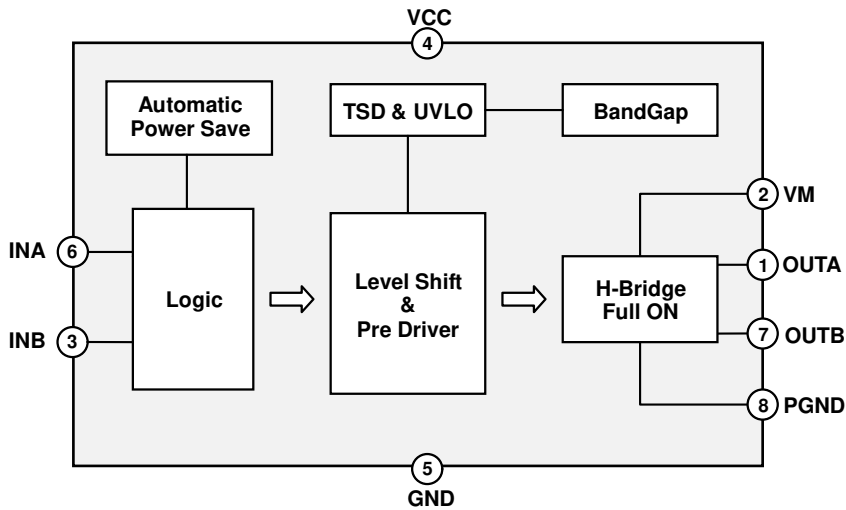 VCC
4
Automatic
Power Save
TSD & UVLO
BandGap
2 VM
INA 6
1 OUTA
Logic
Level Shift
&
Pre Driver
H-Bridge
Full ON
INB 3
7 OUTB
8 PGND
5
GND